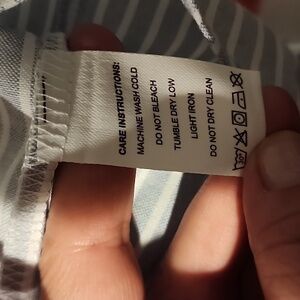 CARE INSTRUCTIONS:
MACHINE WASH COLD
DO NOT BLEACH
TUMBLE DRY LOW
LIGHT IRON
DO NOT DRY CLEAN